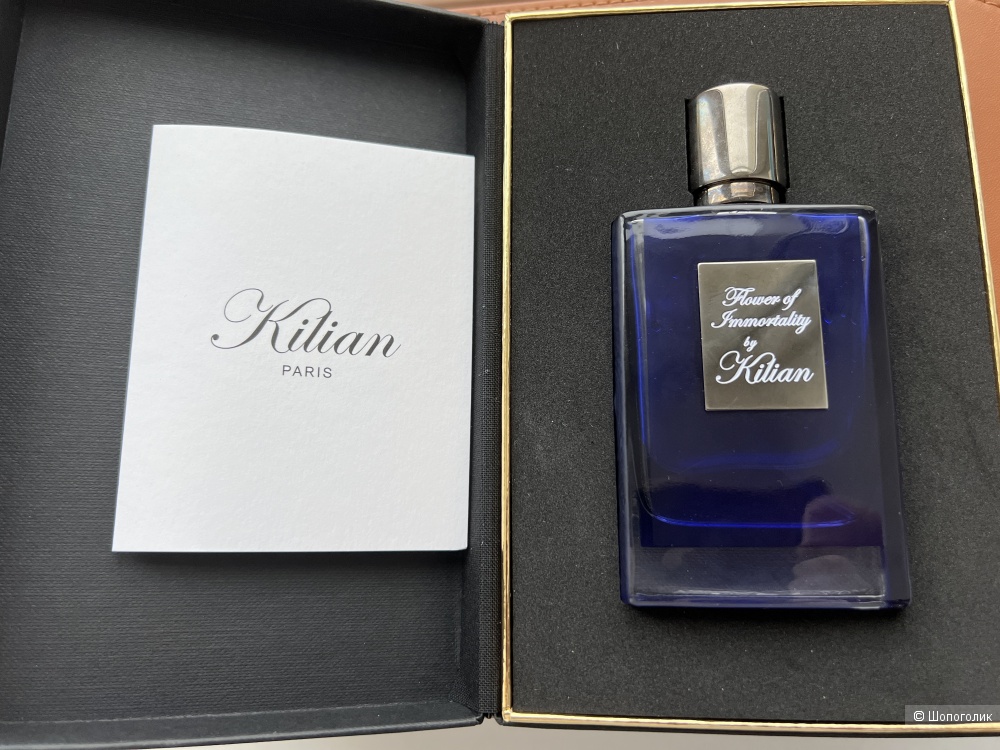 Kilian
PARIS
Flower of
Immortality
by
Kilian
© Шопоголик